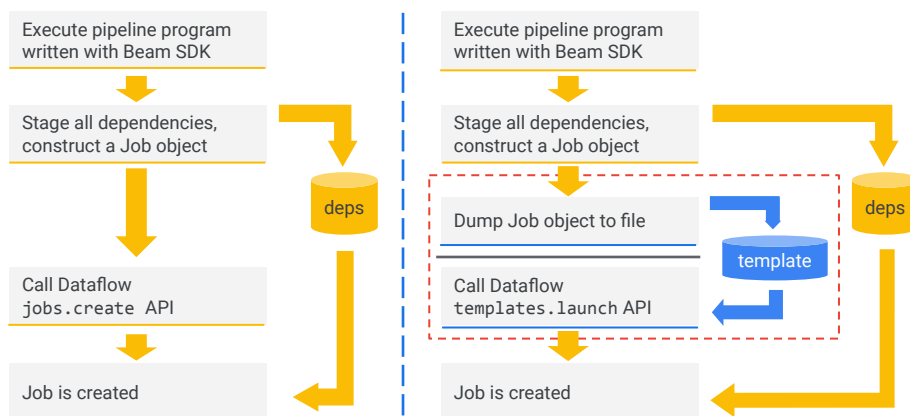 Execute pipeline program
written with Beam SDK
Stage all dependencies,
construct a Job object
deps
Call Dataflow
jobs.create API
Job is created
Execute pipeline program
written with Beam SDK
Stage all dependencies,
construct a Job object
deps
Dump Job object to file
template
Call Dataflow
templates.launch API
Job is created